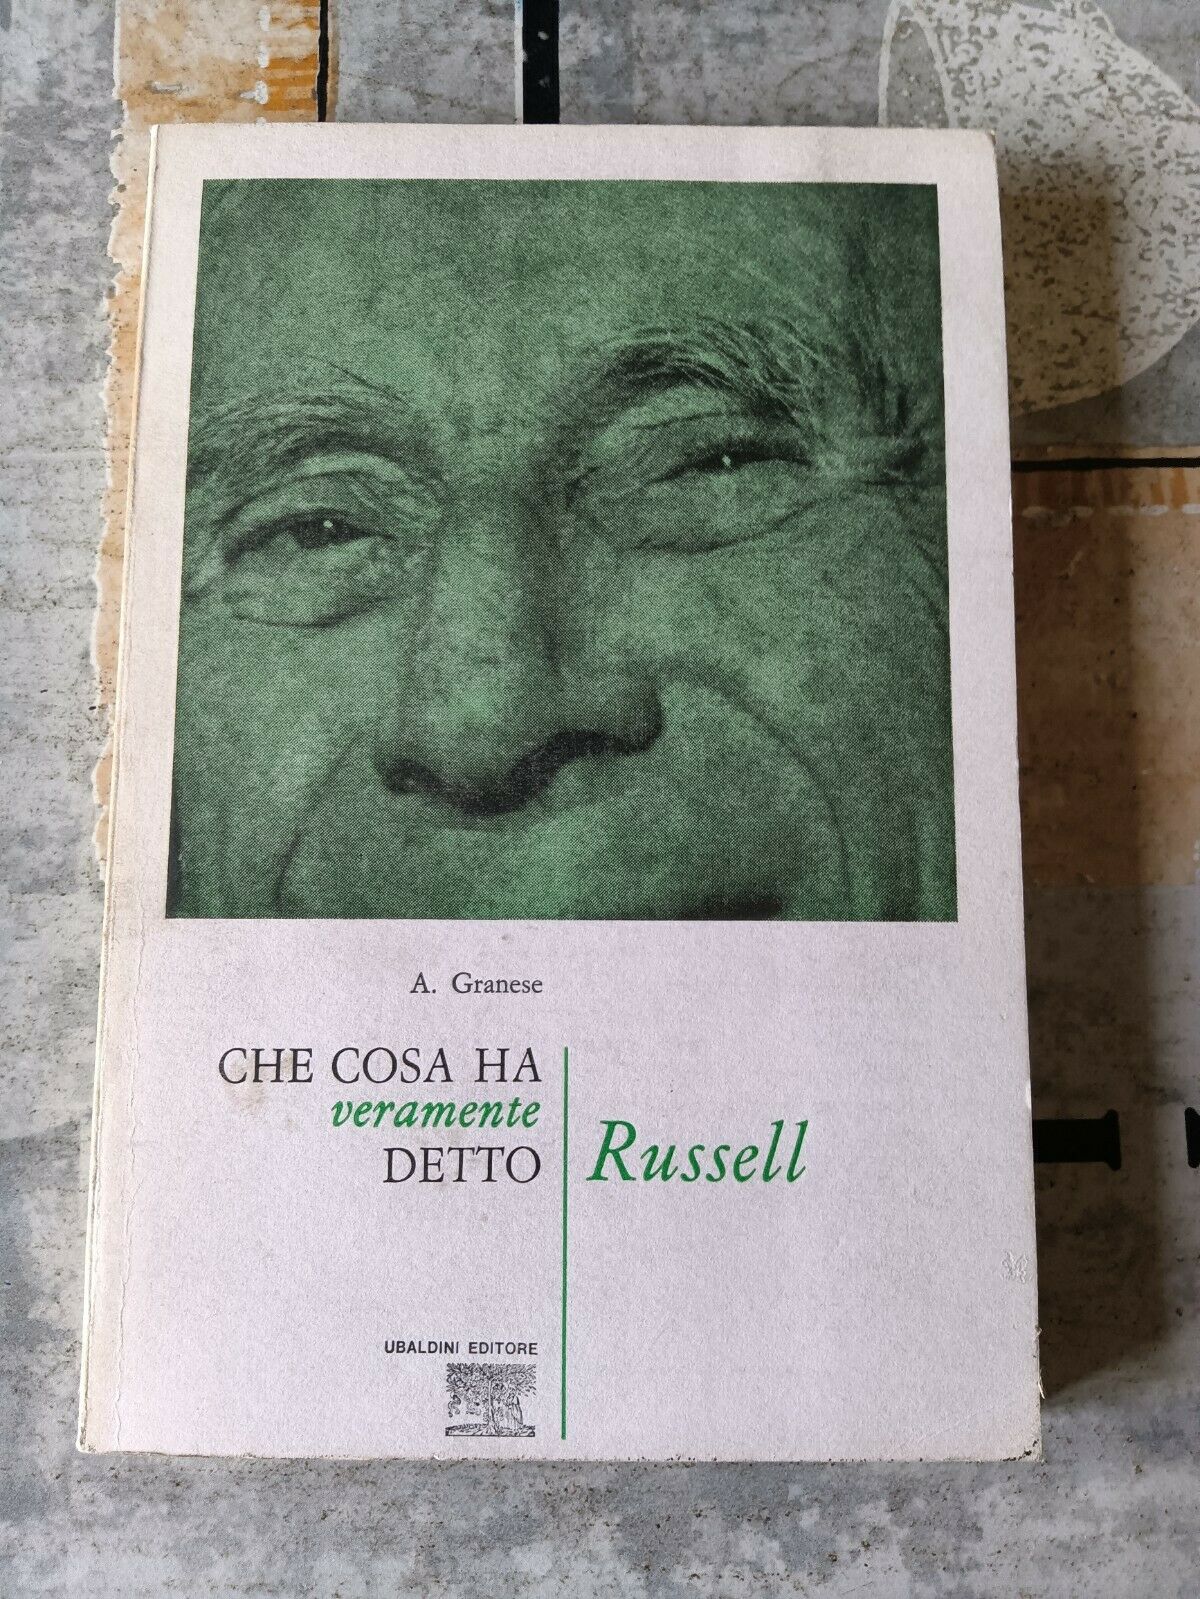 A. Granese
CHE COSA HA
veramente
DETTO
Russell
UBALDINI EDITORE